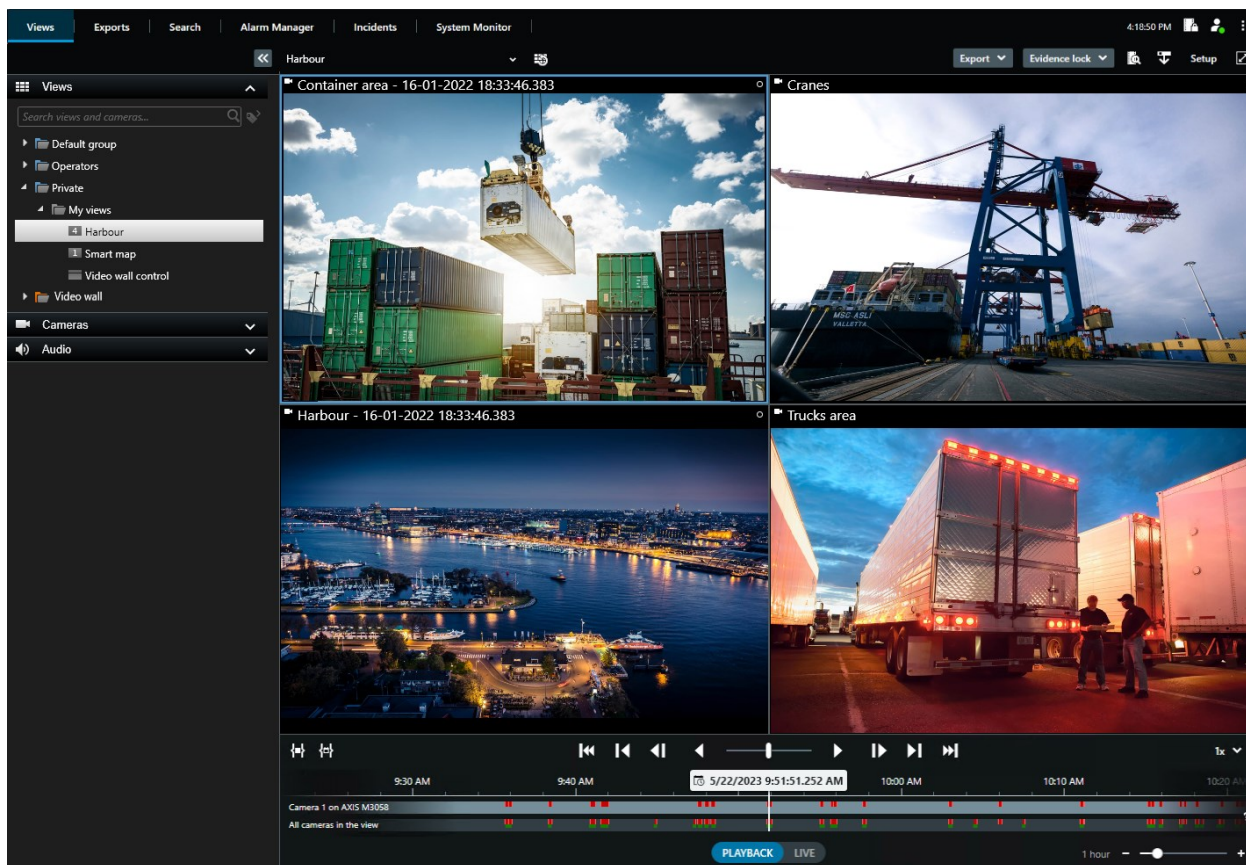 Views Exports Search Alarm Manager Incidents System Monitor 4:18:50 PM
Harbour Export Evidence lock Setup
Views
Search views and cameras...
Default group
Operators
Private
My views
4 Harbour
1 Smart map
Video wall control
Video wall
Cameras
Audio
Container area - 16-01-2022 18:33:46.383
Cranes
MSC ASLI
VALLETTA
Harbour - 16-01-2022 18:33:46.383
Trucks area
1x
9:30 AM 9:40 AM 5/22/2023 9:51:51.252 AM 10:00 AM 10:10 AM 10:20 AM
Camera 1 on AXIS M3058
All cameras in the view
PLAYBACK LIVE
1 hour